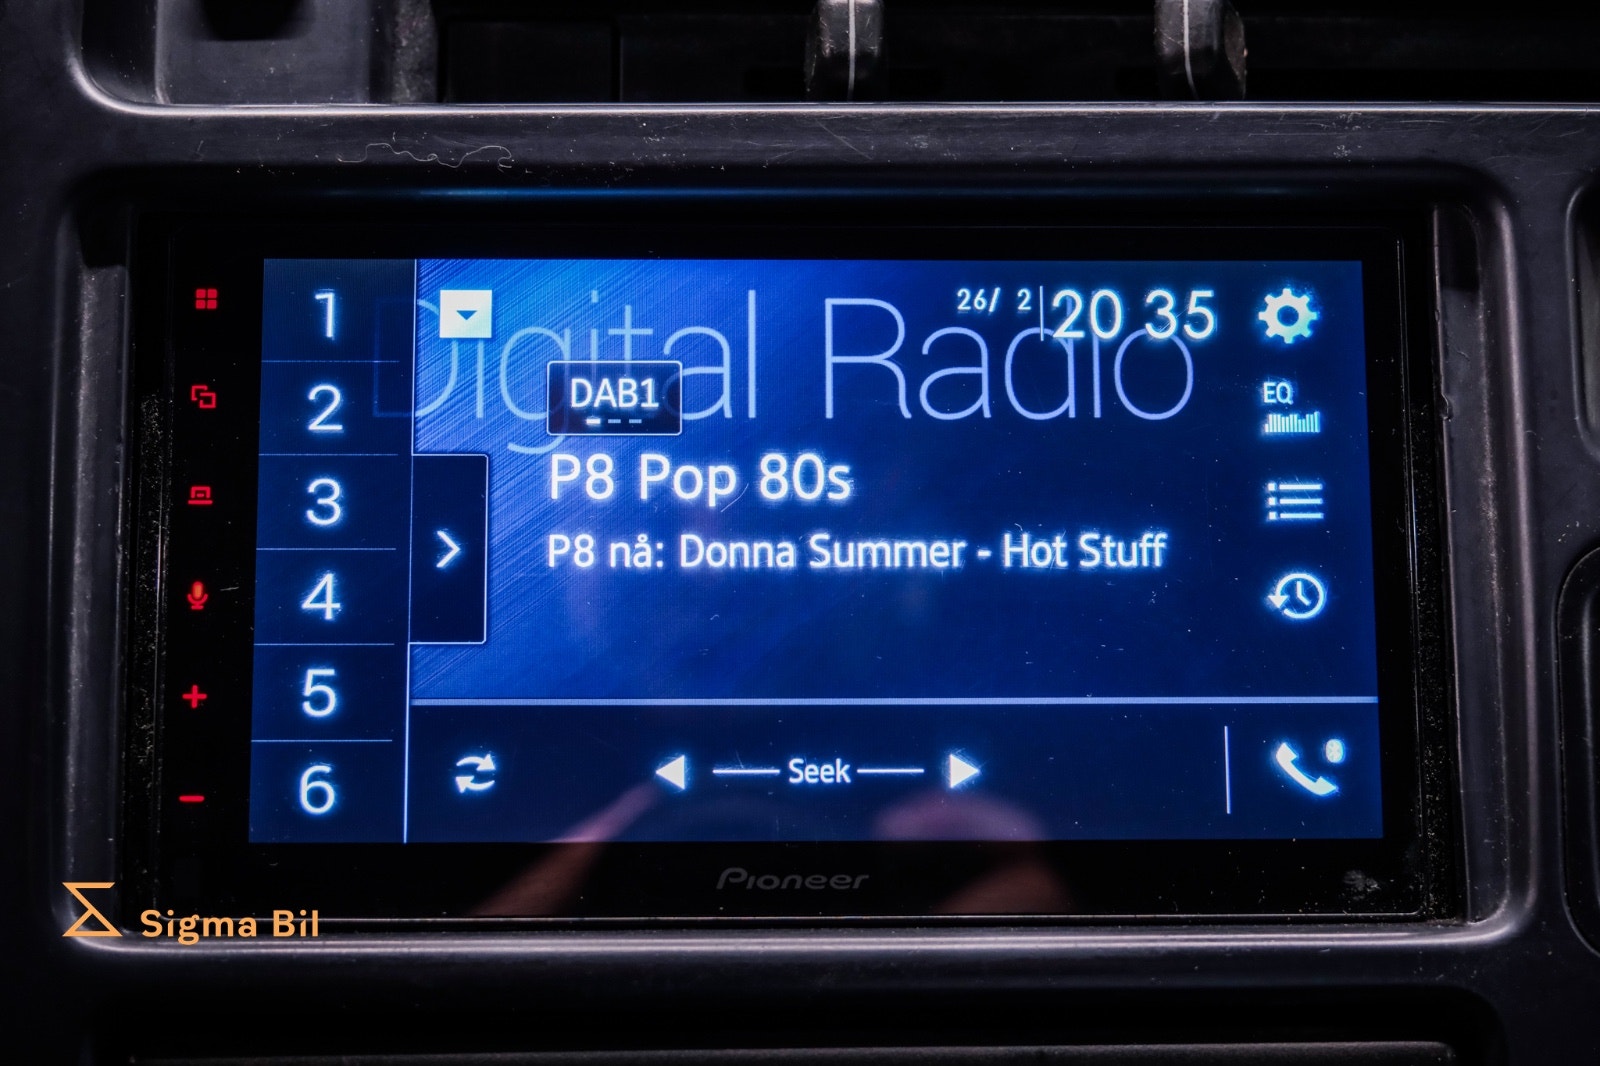 Digital Radio
26/ 2 20 35
DAB1
P8 Pop 80s
P8 nå: Donna Summer - Hot Stuff
1
2
3
4
5
6
EQ
Seek
Pioneer
Sigma Bil